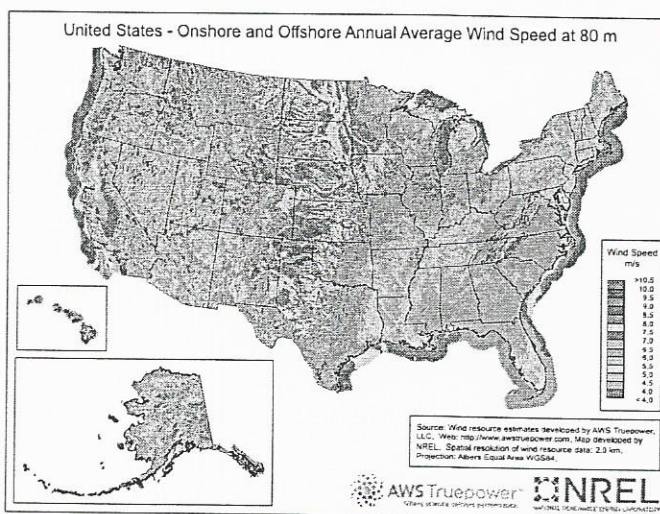 United States - Onshore and Offshore Annual Average Wind Speed at 80 m
Wind Speed
m/s
>10.5
10.0
9.5
9.0
8.5
8.0
7.5
7.0
6.5
6.0
5.5
5.0
4.5
4.0
< 4.0
Source: Wind resource estimates developed by AWS Truepower,
LLC. Web: http://www.awstruepower.com. Map developed by
NREL. Spatial resolution of wind resource data: 2.0 km.
Projection: Albers Equal Area WGS84.
AWS Truepower
NREL
NATIONAL RENEWABLE ENERGY LABORATORY